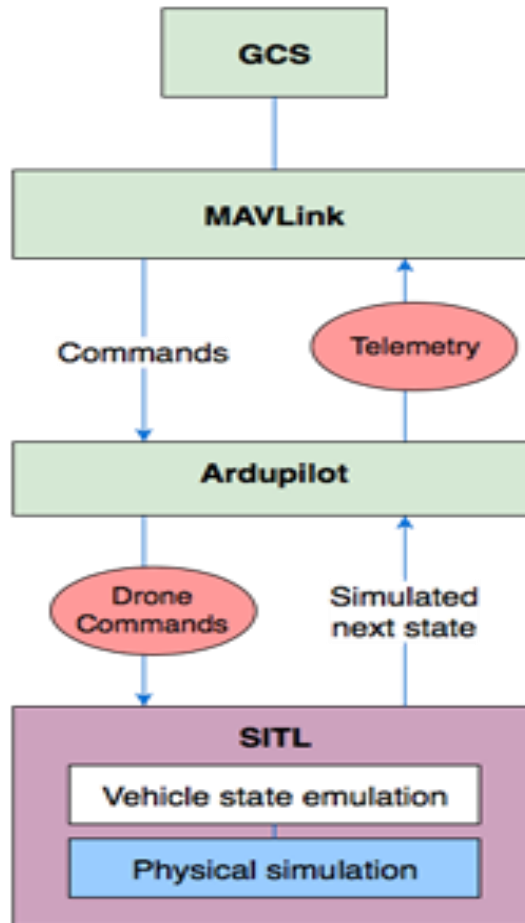 GCS
MAVLink
Commands
Telemetry
Ardupilot
Drone
Commands
Simulated
next state
SITL
Vehicle state emulation
Physical simulation